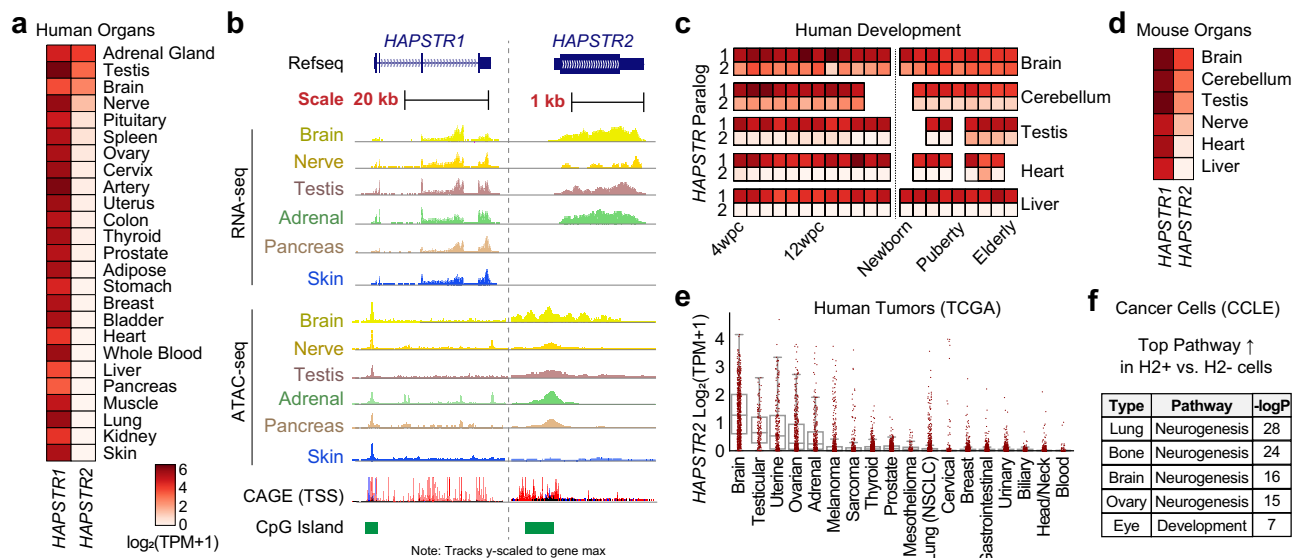 a Human Organs
Adrenal Gland
Testis
Brain
Nerve
Pituitary
Spleen
Ovary
Cervix
Artery
Uterus
Colon
Thyroid
Prostate
Adipose
Stomach
Breast
Bladder
Heart
Whole Blood
Liver
Pancreas
Muscle
Lung
Kidney
Skin
HAPSTR1
HAPSTR2
6
4
2
0
log₂(TPM+1)
b
HAPSTR1
HAPSTR2
Refseq
Scale 20 kb
1 kb
RNA-seq
Brain
Nerve
Testis
Adrenal
Pancreas
Skin
ATAC-seq
Brain
Nerve
Testis
Adrenal
Pancreas
Skin
CAGE (TSS)
CpG Island
Note: Tracks y-scaled to gene max
c Human Development
HAPSTR Paralog
1
2
Brain
1
2
Cerebellum
1
2
Testis
1
2
Heart
1
2
Liver
4wpc
12wpc
Newborn
Puberty
Elderly
d
Mouse Organs
Brain
Cerebellum
Testis
Nerve
Heart
Liver
HAPSTR1
HAPSTR2
e Human Tumors (TCGA)
HAPSTR2 Log₂(TPM+1)
4
3
2
1
0
Brain
Testicular
Uterine
Ovarian
Adrenal
Melanoma
Sarcoma
Thyroid
Prostate
Mesothelioma
Lung (NSCLC)
Cervical
Breast
Gastrointestinal
Urinary
Biliary
Head/Neck
Blood
f Cancer Cells (CCLE)
Top Pathway ↑
in H2+ vs. H2- cells
Type Pathway -logP
Lung Neurogenesis 28
Bone Neurogenesis 24
Brain Neurogenesis 16
Ovary Neurogenesis 15
Eye Development 7